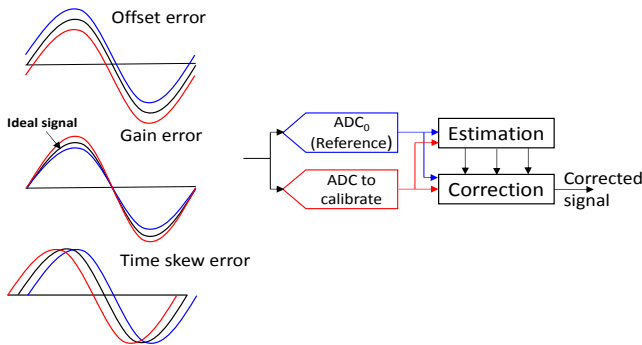 Offset error
Ideal signal
Gain error
Time skew error
ADC0
(Reference)
ADC to
calibrate
Estimation
Correction
Corrected
signal